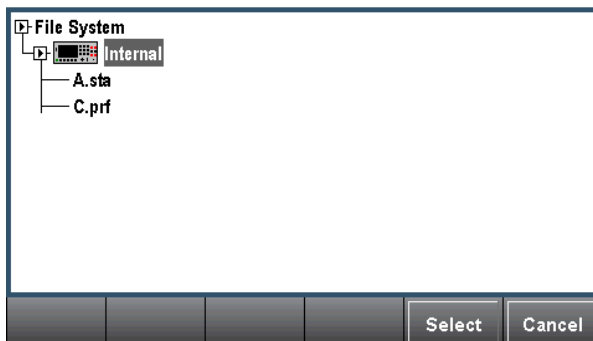 File System
Internal
A.sta
C.prf
Select Cancel